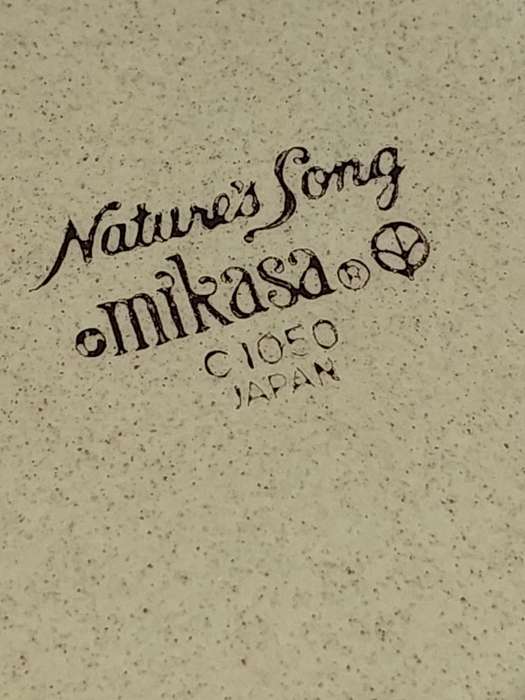 Nature's Song
mikasa ®
C1050
JAPAN